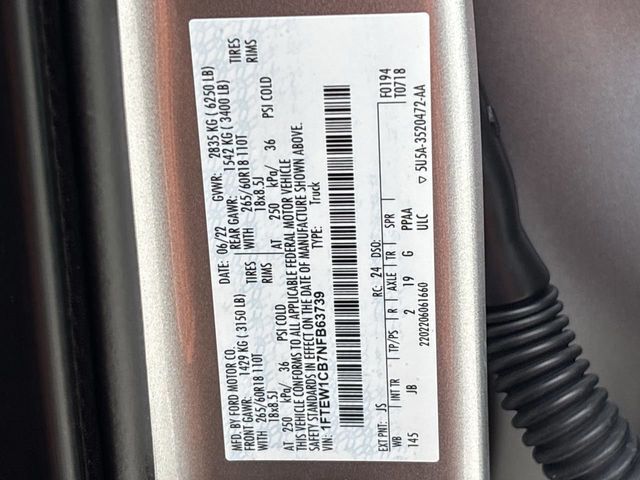 MFD. BY FORD MOTOR CO.
DATE: 06/22 GVWR: 2835 KG ( 6250 LB)
FRONT GAWR: 1429 KG ( 3150 LB) REAR GAWR: 1542 KG ( 3400 LB)
WITH 265/60R18 110T TIRES WITH 265/60R18 110T TIRES
18x8.5J RIMS 18x8.5J RIMS
AT 250 kPa/ 36 PSI COLD AT 250 kPa/ 36 PSI COLD
THIS VEHICLE CONFORMS TO ALL APPLICABLE FEDERAL MOTOR VEHICLE
SAFETY STANDARDS IN EFFECT ON THE DATE OF MANUFACTURE SHOWN ABOVE.
VIN: 1FTEW1CB7NFB63739 TYPE: Truck
EXT PNT: JS RC: 24 DSO: F0194
WB INT TR TP/PS R AXLE TR SPR T0718
145 JB 2 19 G PPAA
2202206061660 ULC ▽ 5U5A-3520472-AA